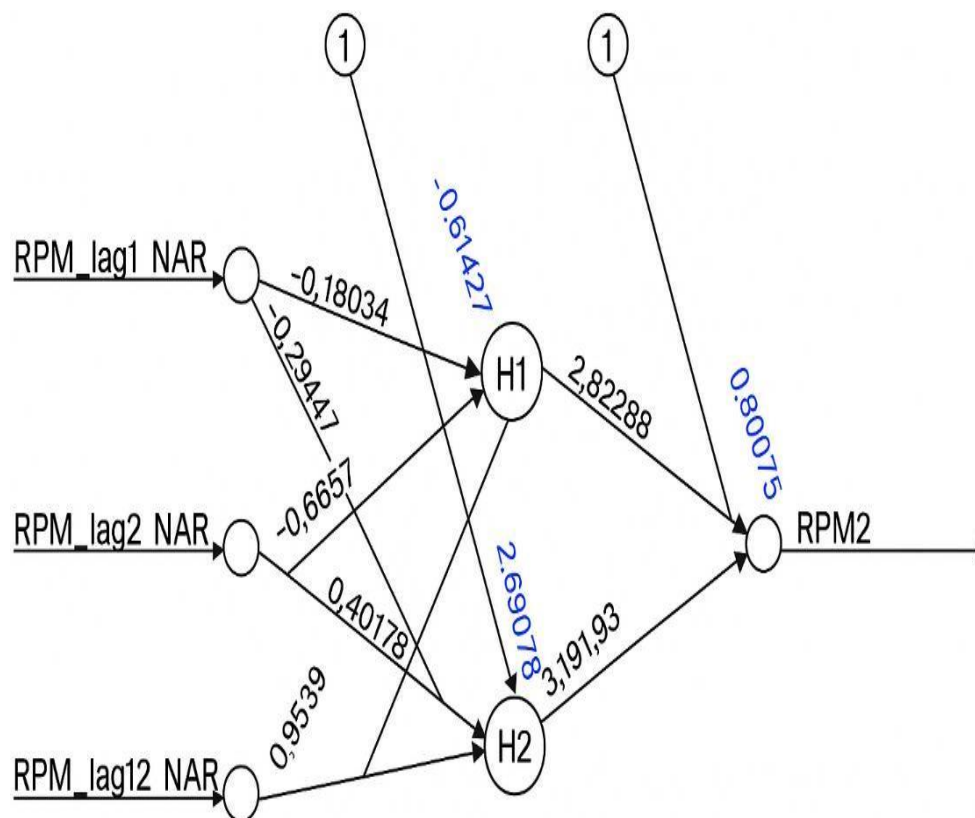 1
1
-0.61427
RPM_lag1 NAR
-0,18034
-0,29447
H1
2,82288
0.80075
RPM_lag2 NAR
-0,6657
0,40178
2.69078
RPM2
3,191,93
0,9539
H2
RPM_lag12 NAR